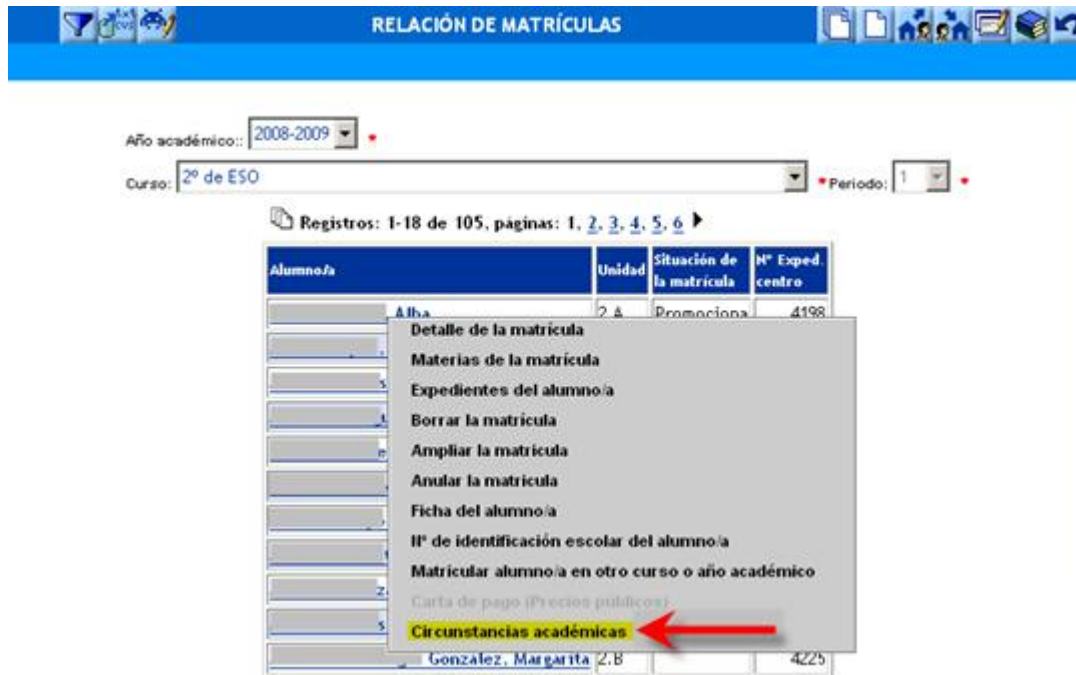 RELACIÓN DE MATRÍCULAS
Año académico:: 2008-2009 *
Curso: 2º de ESO * Periodo: 1 *
Registros: 1-18 de 105, páginas: 1, 2, 3, 4, 5, 6
Alumno/a Unidad Situación de la matrícula Nº Exped. centro
Alba 2.A Promociona 4198
Detalle de la matrícula
Materias de la matrícula
Expedientes del alumno/a
Borrar la matrícula
Ampliar la matrícula
Anular la matrícula
Ficha del alumno/a
Nº de identificación escolar del alumno/a
Matricular alumno/a en otro curso o año académico
Carta de pago (Precios públicos)
Circunstancias académicas
González, Margarita 2.B 4225